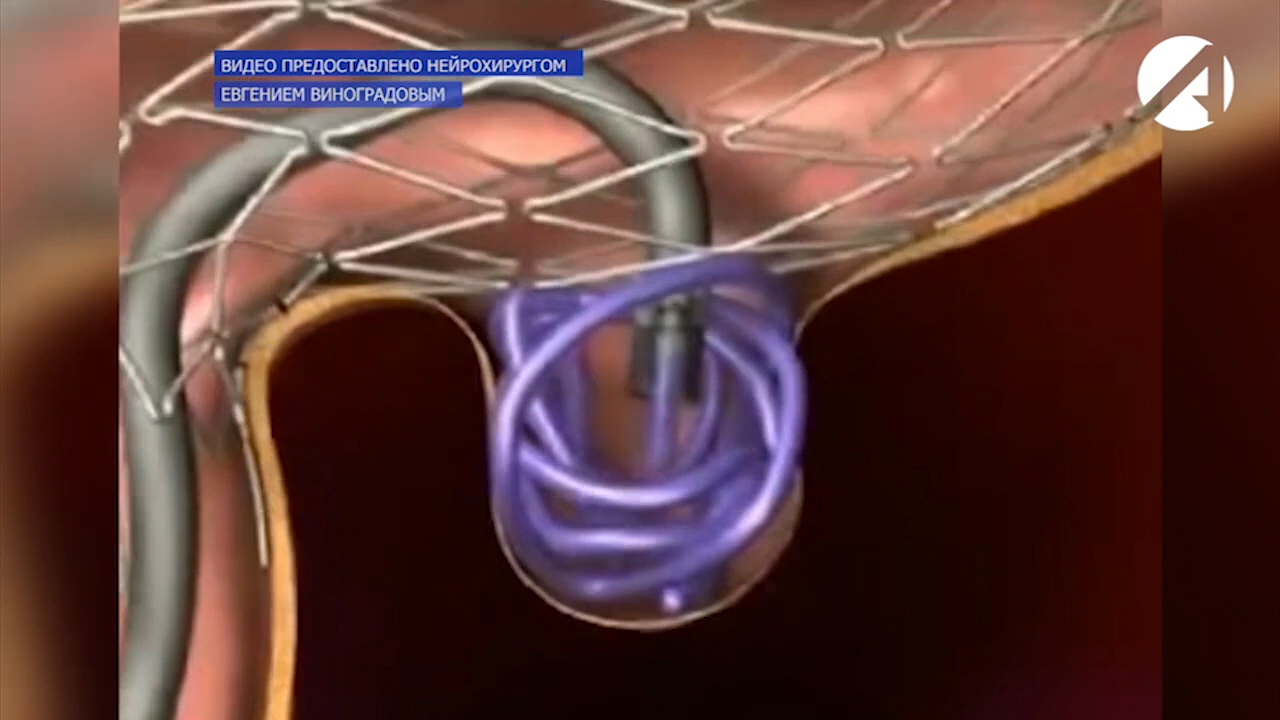 ВИДЕО ПРЕДОСТАВЛЕНО НЕЙРОХИРУРГОМ
ЕВГЕНИЕМ ВИНОГРАДОВЫМ